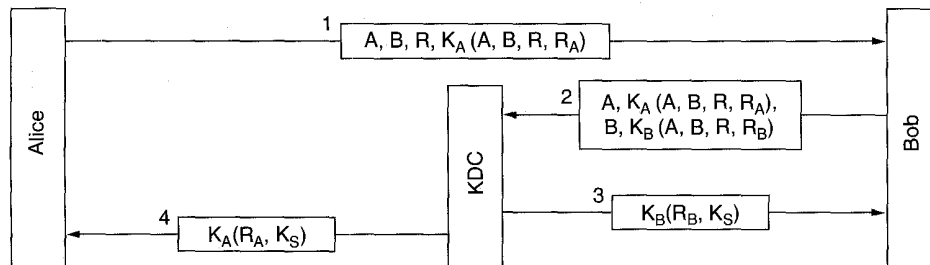 1
A, B, R, K_A (A, B, R, R_A)
2
A, K_A (A, B, R, R_A),
B, K_B (A, B, R, R_B)
Alice
KDC
Bob
3
K_B(R_B, K_S)
4
K_A(R_A, K_S)